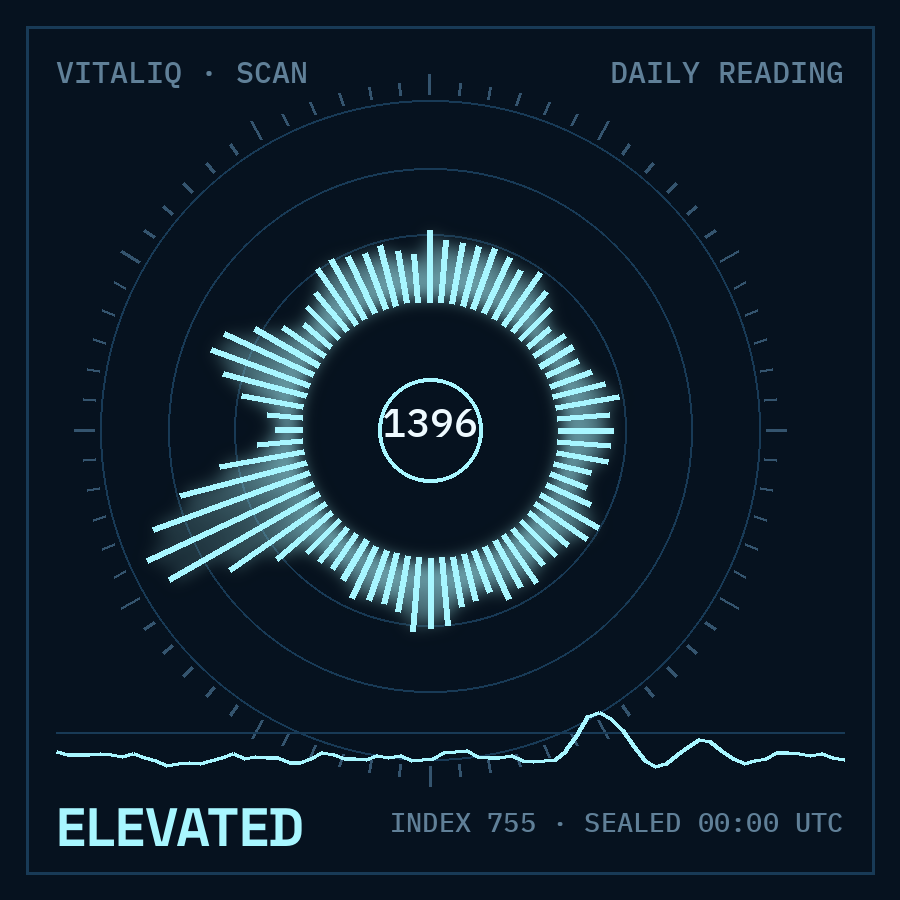 VITALIQ · SCAN
DAILY READING
1396
ELEVATED
INDEX 755 · SEALED 00:00 UTC